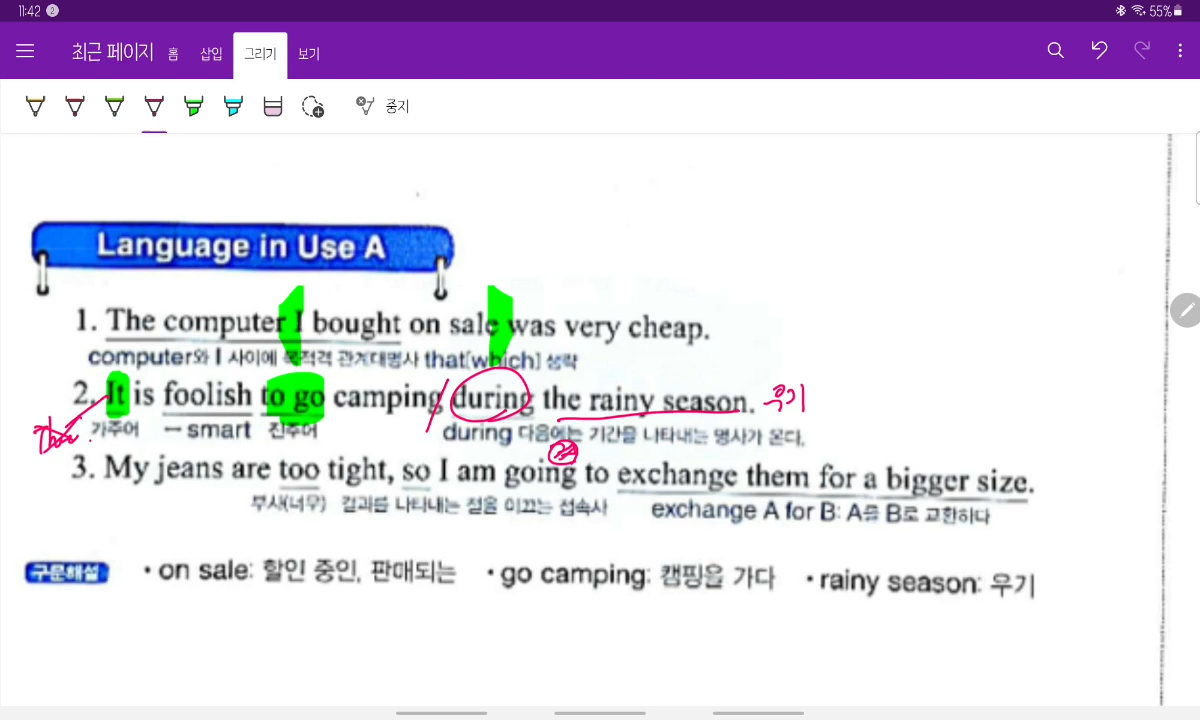 11:42 2 55%
최근 페이지 홈 삽입 그리기 보기
중지
Language in Use A
1. The computer I bought on sale was very cheap.
computer와 I 사이에 목적격 관계대명사 that[which] 생략
2. It is foolish to go camping during the rainy season. 우기
가주어 ↔ smart 진주어 during 다음에는 기간을 나타내는 명사가 온다.
3. My jeans are too tight, so I am going to exchange them for a bigger size.
부사(너무) 결과를 나타내는 절을 이끄는 접속사 exchange A for B: A를 B로 교환하다
구문해설 • on sale: 할인 중인, 판매되는 • go camping: 캠핑을 가다 • rainy season: 우기